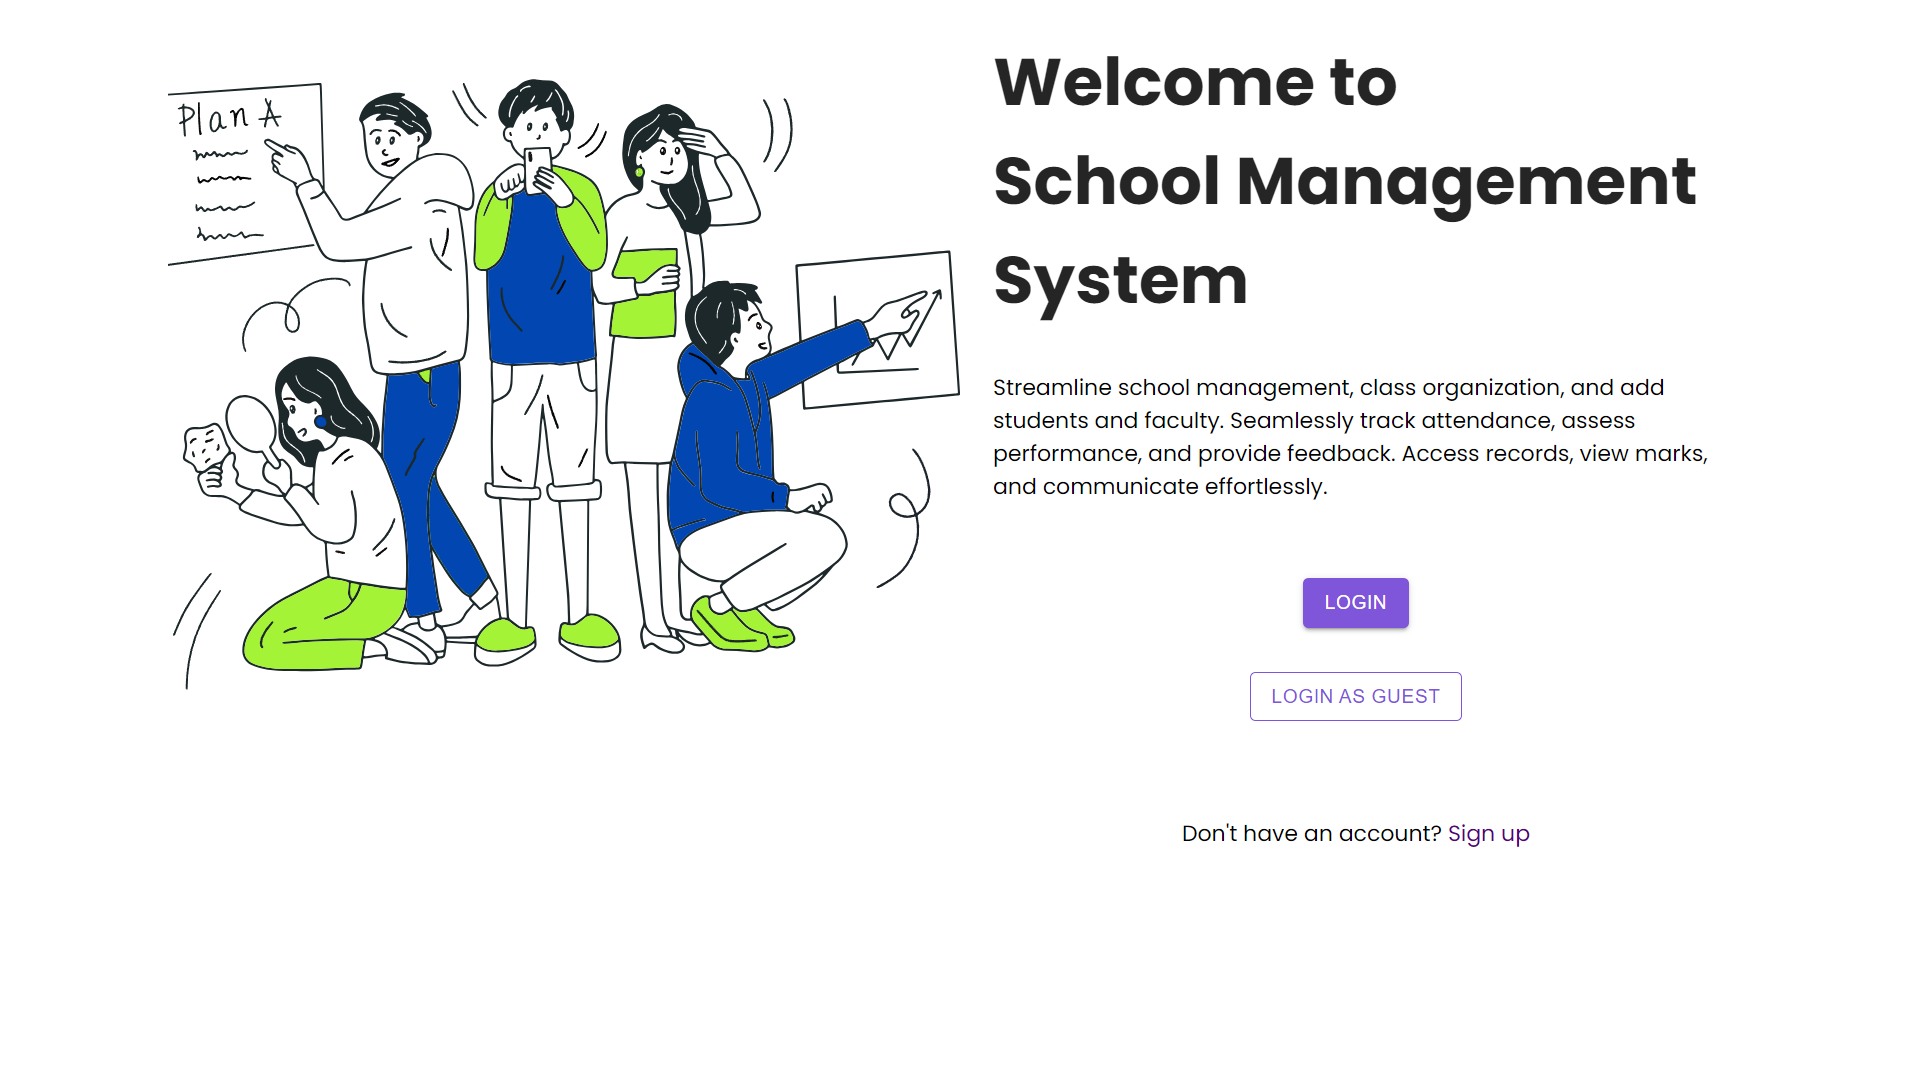 Plan A
Welcome to
School Management
System
Streamline school management, class organization, and add
students and faculty. Seamlessly track attendance, assess
performance, and provide feedback. Access records, view marks,
and communicate effortlessly.
LOGIN
LOGIN AS GUEST
Don't have an account? Sign up